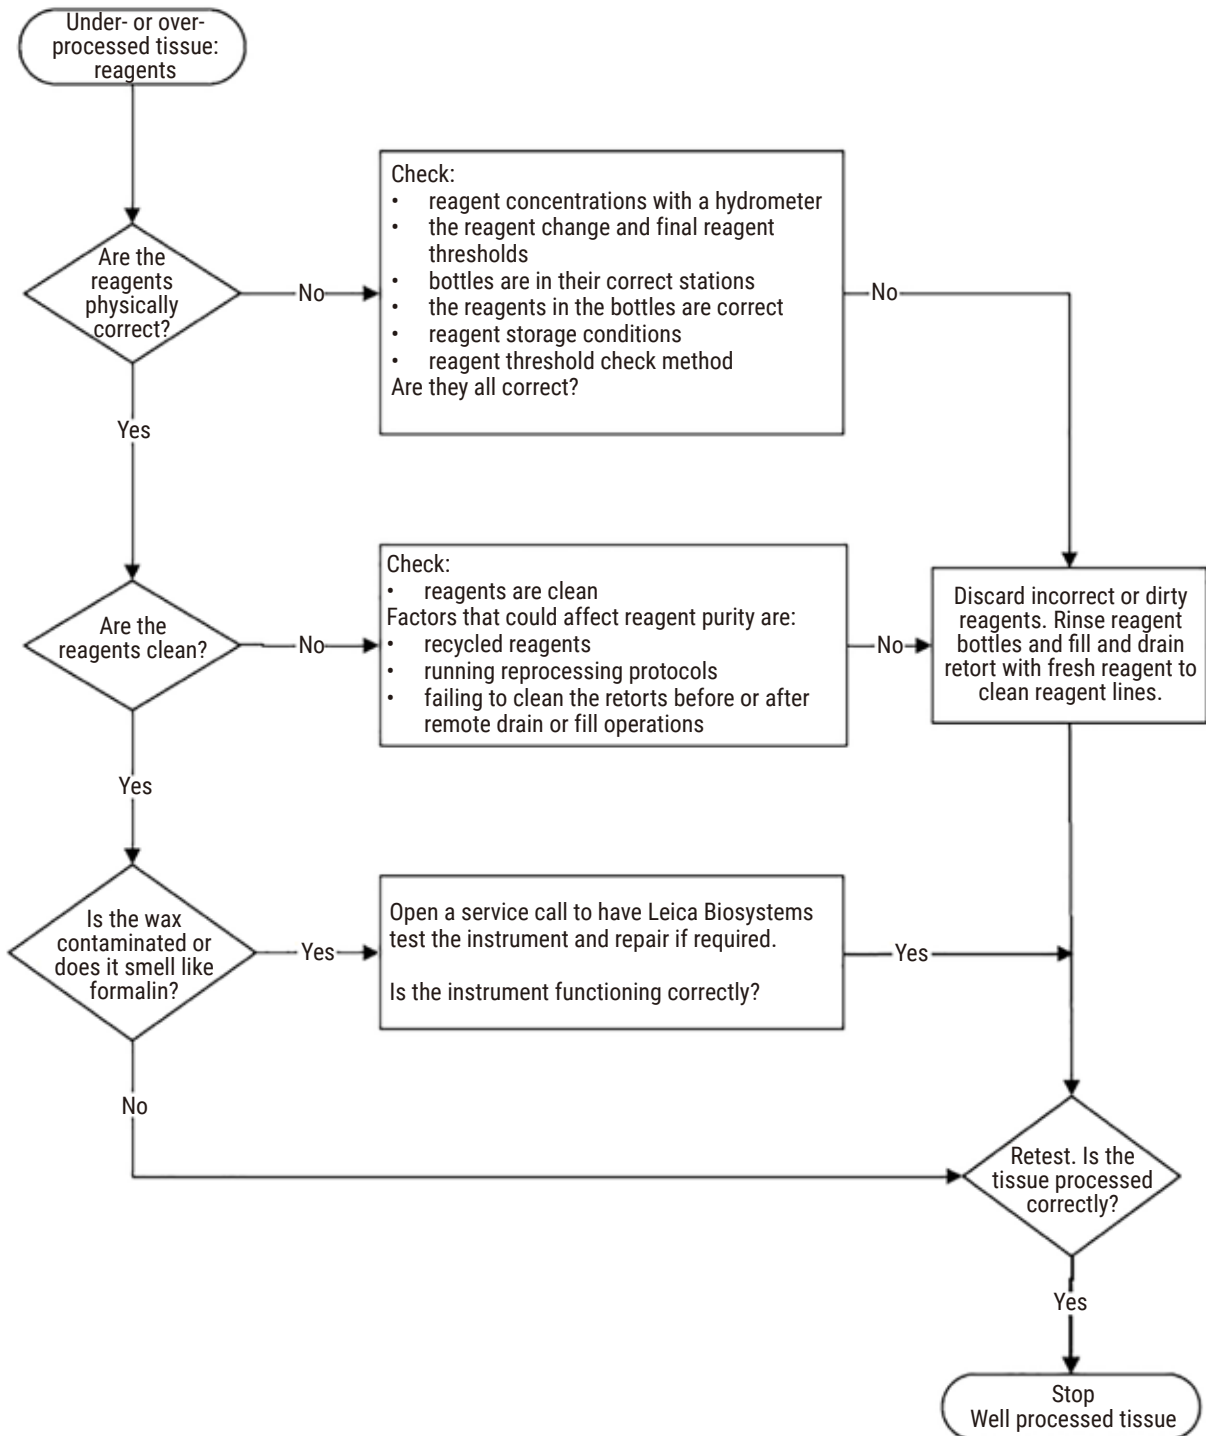 Under- or over-
processed tissue:
reagents
Are the
reagents
physically
correct?
No
Check:
• reagent concentrations with a hydrometer
• the reagent change and final reagent
thresholds
• bottles are in their correct stations
• the reagents in the bottles are correct
• reagent storage conditions
• reagent threshold check method
Are they all correct?
No
Yes
Are the
reagents clean?
No
Check:
• reagents are clean
Factors that could affect reagent purity are:
• recycled reagents
• running reprocessing protocols
• failing to clean the retorts before or after
remote drain or fill operations
No
Discard incorrect or dirty
reagents. Rinse reagent
bottles and fill and drain
retort with fresh reagent to
clean reagent lines.
Yes
Is the wax
contaminated or
does it smell like
formalin?
Yes
Open a service call to have Leica Biosystems
test the instrument and repair if required.
Is the instrument functioning correctly?
Yes
No
Retest. Is the
tissue processed
correctly?
Yes
Stop
Well processed tissue